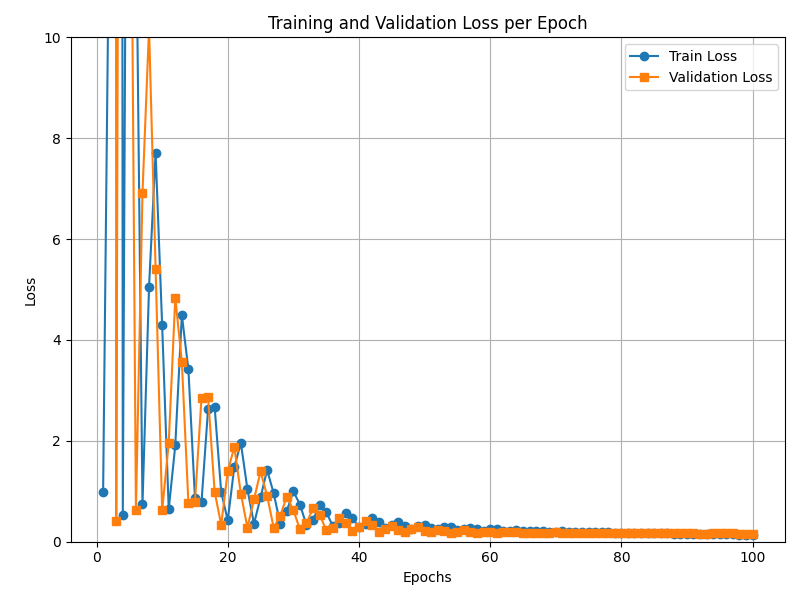 Training and Validation Loss per Epoch
Train Loss
Validation Loss
Loss
10
8
6
4
2
0
0 20 40 60 80 100
Epochs